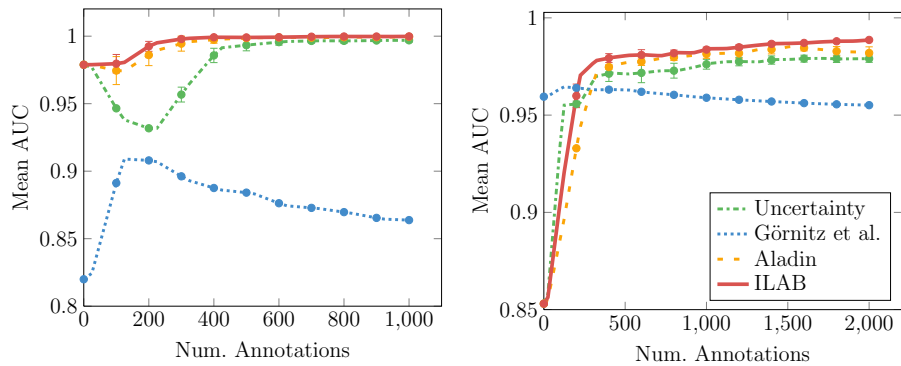 1
0.95
0.9
0.85
0.8
Mean AUC
0 200 400 600 800 1,000
Num. Annotations
1
0.95
0.9
0.85
Mean AUC
0 500 1,000 1,500 2,000
Num. Annotations
Uncertainty
Görnitz et al.
Aladin
ILAB